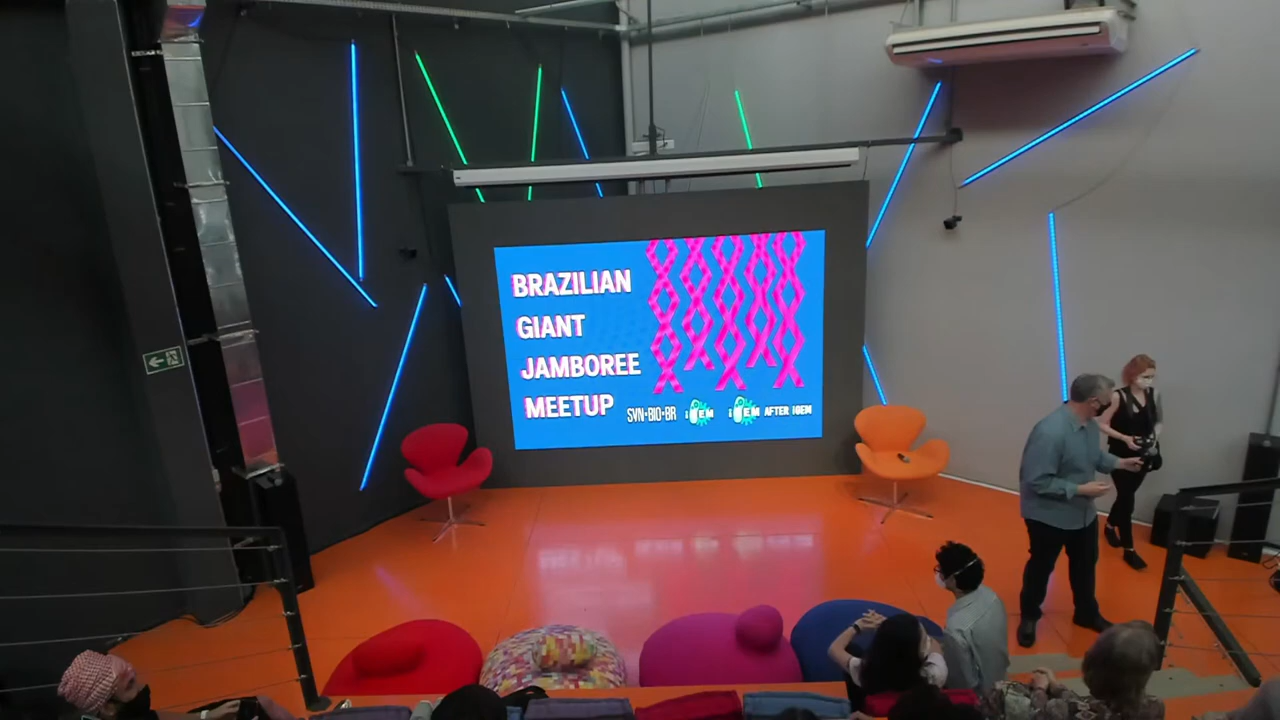 BRAZILIAN
GIANT
JAMBOREE
MEETUP
SVN•BIO•BR iGEM iGEM AFTER IGEM